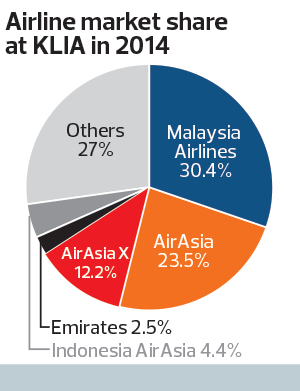 Airline market share
at KLIA in 2014
Others
27%
Malaysia
Airlines
30.4%
AirAsia
23.5%
AirAsia X
12.2%
Emirates 2.5%
Indonesia AirAsia 4.4%